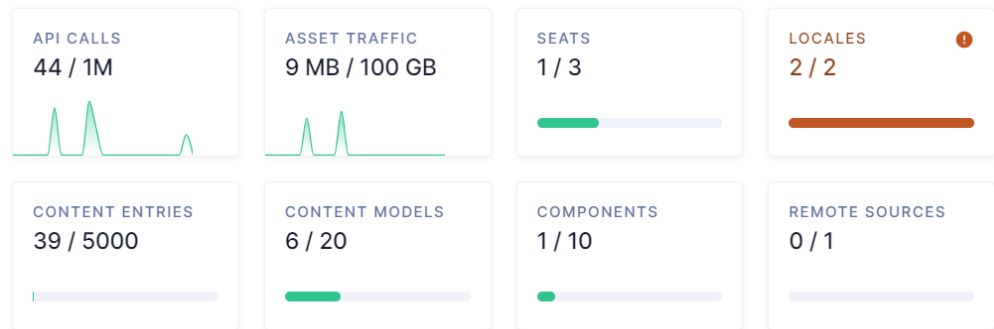 API CALLS
44 / 1M
ASSET TRAFFIC
9 MB / 100 GB
SEATS
1 / 3
LOCALES
2 / 2
CONTENT ENTRIES
39 / 5000
CONTENT MODELS
6 / 20
COMPONENTS
1 / 10
REMOTE SOURCES
0 / 1